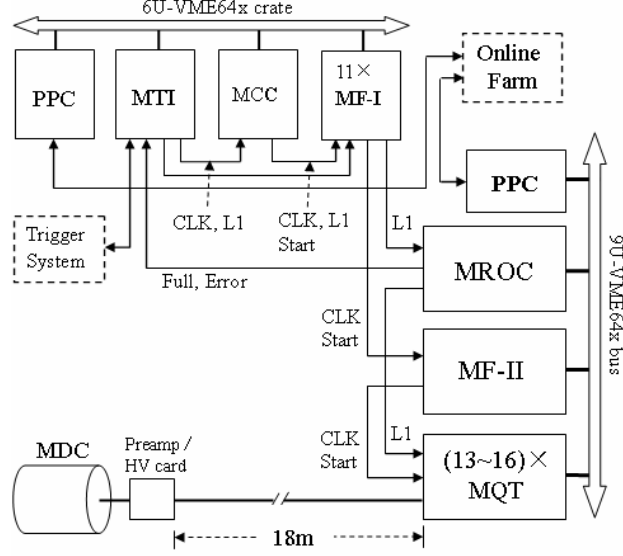 6U-VME64x crate
PPC
MTI
MCC
11×
MF-I
Online
Farm
PPC
CLK, L1
CLK, L1
Start
L1
Trigger
System
Full, Error
MROC
9U-VME64x bus
CLK
Start
MF-II
MDC
Preamp /
HV card
CLK
Start
L1
(13~16)×
MQT
18m